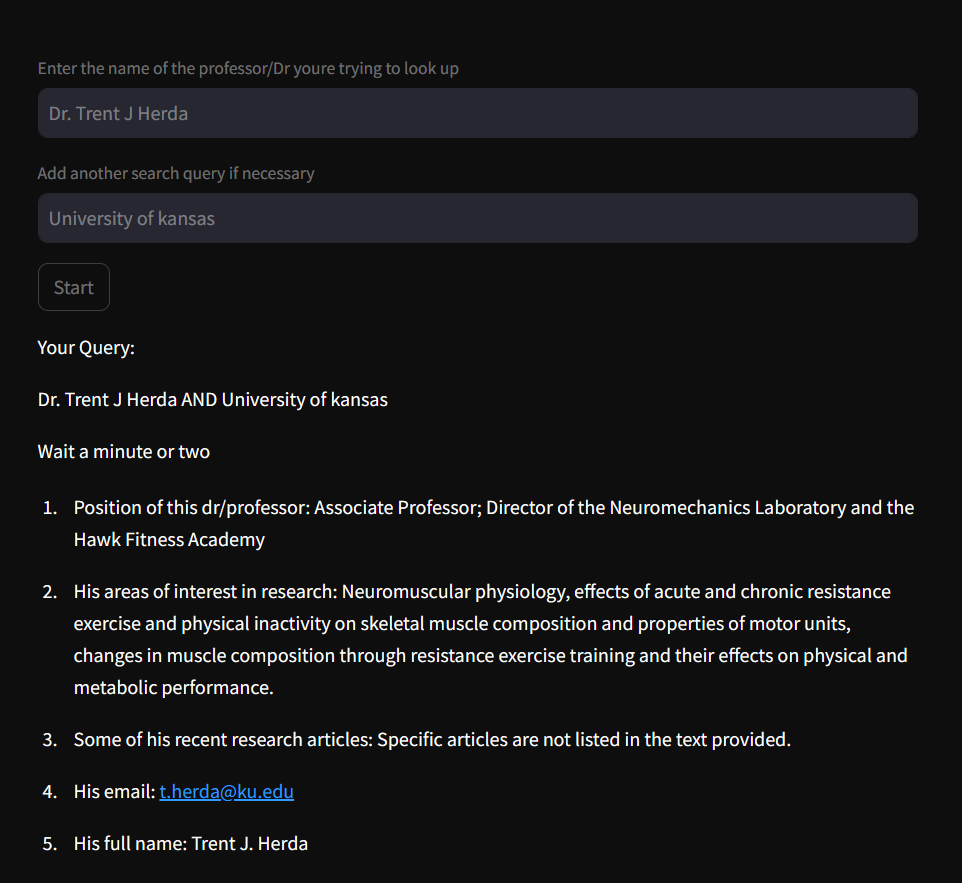 Enter the name of the professor/Dr youre trying to look up
Dr. Trent J Herda
Add another search query if necessary
University of kansas
Start
Your Query:
Dr. Trent J Herda AND University of kansas
Wait a minute or two
1. Position of this dr/professor: Associate Professor; Director of the Neuromechanics Laboratory and the
Hawk Fitness Academy
2. His areas of interest in research: Neuromuscular physiology, effects of acute and chronic resistance
exercise and physical inactivity on skeletal muscle composition and properties of motor units,
changes in muscle composition through resistance exercise training and their effects on physical and
metabolic performance.
3. Some of his recent research articles: Specific articles are not listed in the text provided.
4. His email: t.herda@ku.edu
5. His full name: Trent J. Herda